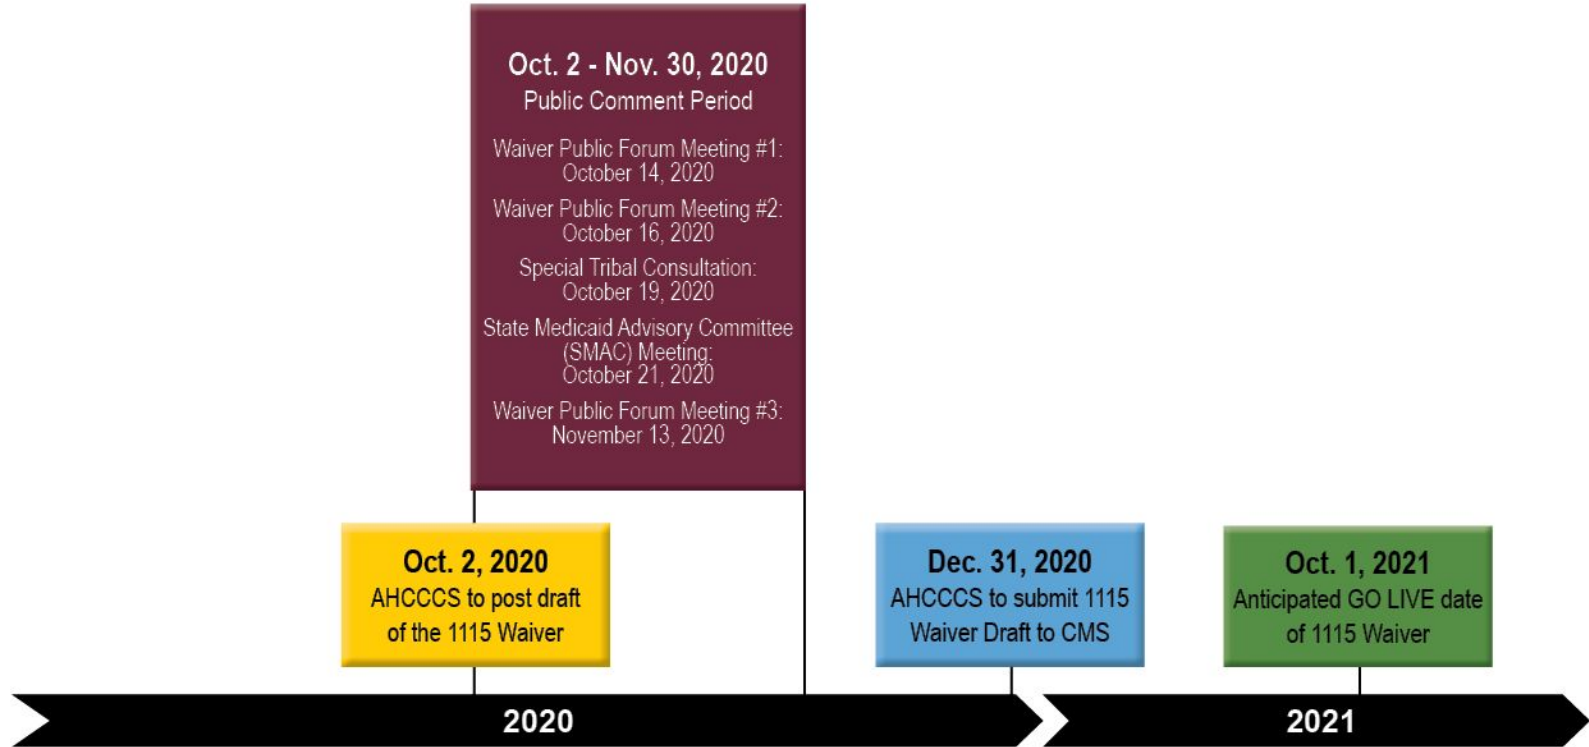 Oct. 2 - Nov. 30, 2020
Public Comment Period
Waiver Public Forum Meeting #1:
October 14, 2020
Waiver Public Forum Meeting #2:
October 16, 2020
Special Tribal Consultation:
October 19, 2020
State Medicaid Advisory Committee
(SMAC) Meeting:
October 21, 2020
Waiver Public Forum Meeting #3:
November 13, 2020
Oct. 2, 2020
AHCCCS to post draft
of the 1115 Waiver
Dec. 31, 2020
AHCCCS to submit 1115
Waiver Draft to CMS
Oct. 1, 2021
Anticipated GO LIVE date
of 1115 Waiver
2020
2021